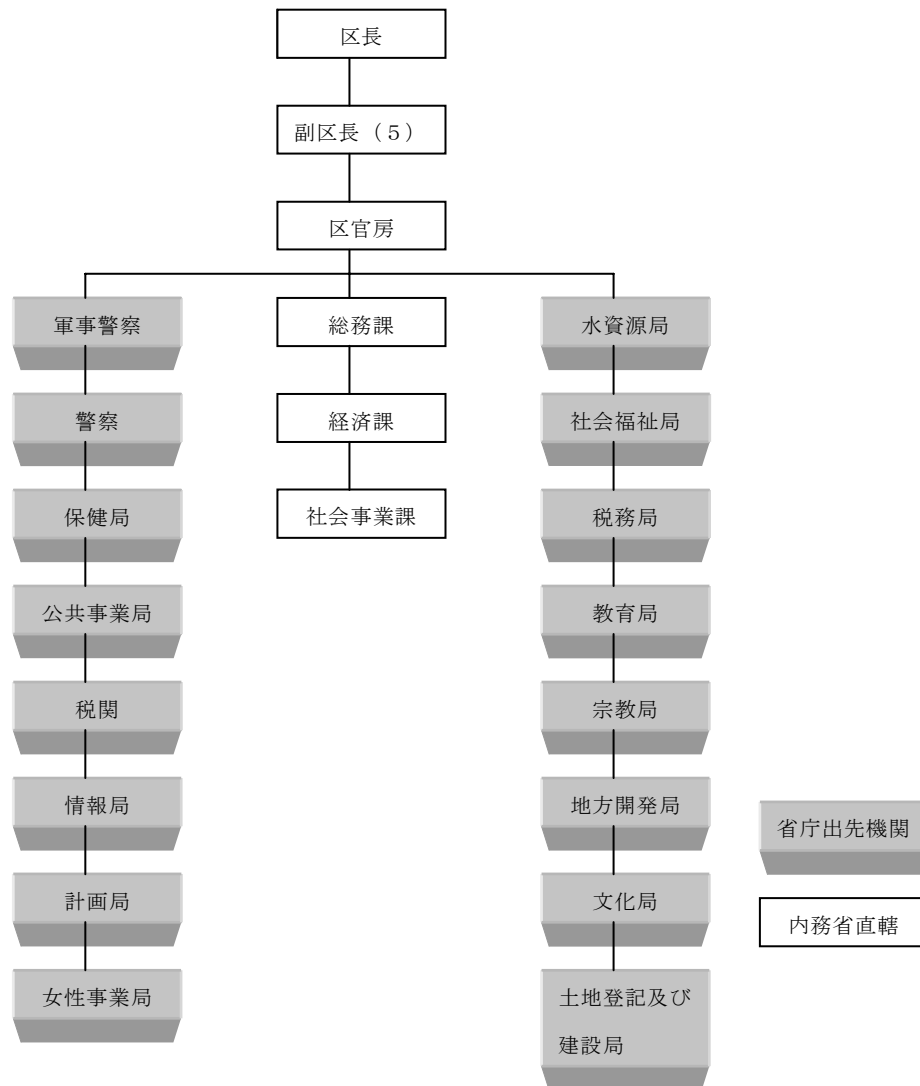 区長
副区長（５）
区官房
軍事警察
総務課
水資源局
警察
経済課
社会福祉局
保健局
社会事業課
税務局
公共事業局
教育局
税関
宗教局
情報局
地方開発局
省庁出先機関
計画局
文化局
内務省直轄
女性事業局
土地登記及び
建設局